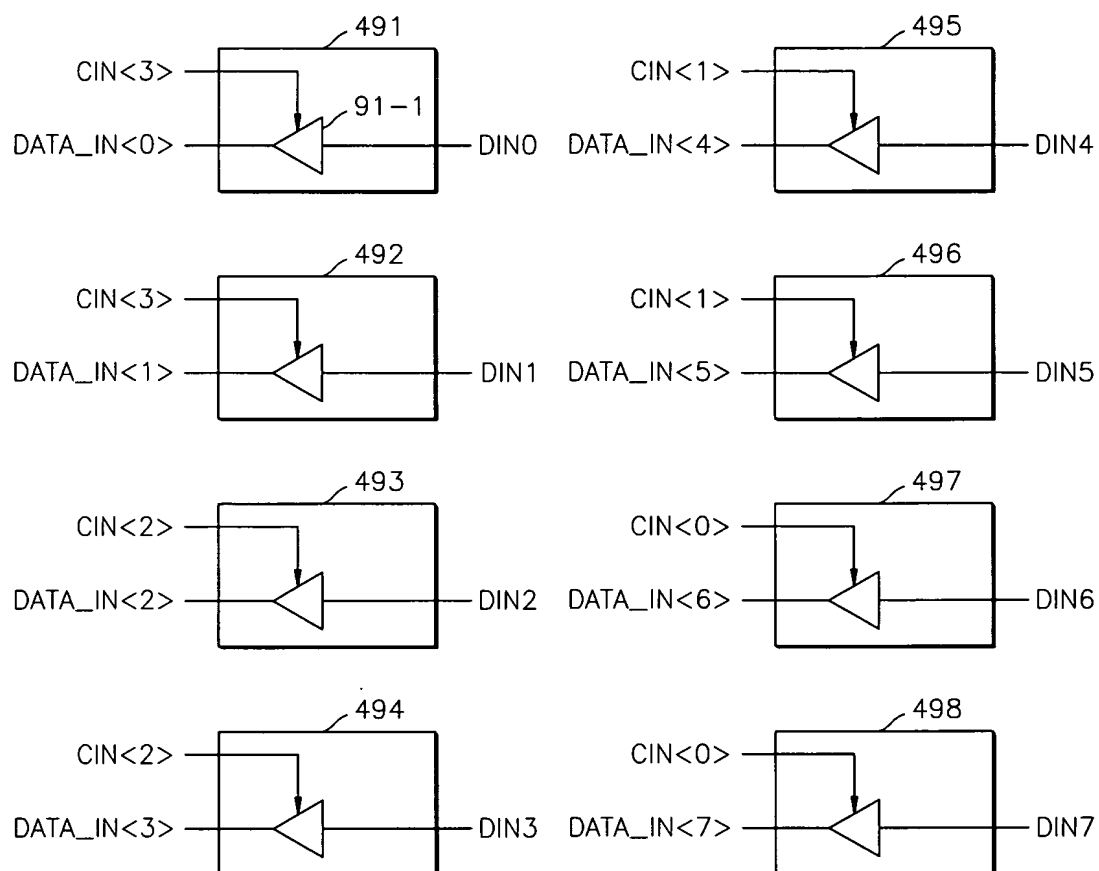 491
CIN<3>
91-1
DATA_IN<0>
DIN0
492
CIN<3>
DATA_IN<1>
DIN1
493
CIN<2>
DATA_IN<2>
DIN2
494
CIN<2>
DATA_IN<3>
DIN3
495
CIN<1>
DATA_IN<4>
DIN4
496
CIN<1>
DATA_IN<5>
DIN5
497
CIN<0>
DATA_IN<6>
DIN6
498
CIN<0>
DATA_IN<7>
DIN7